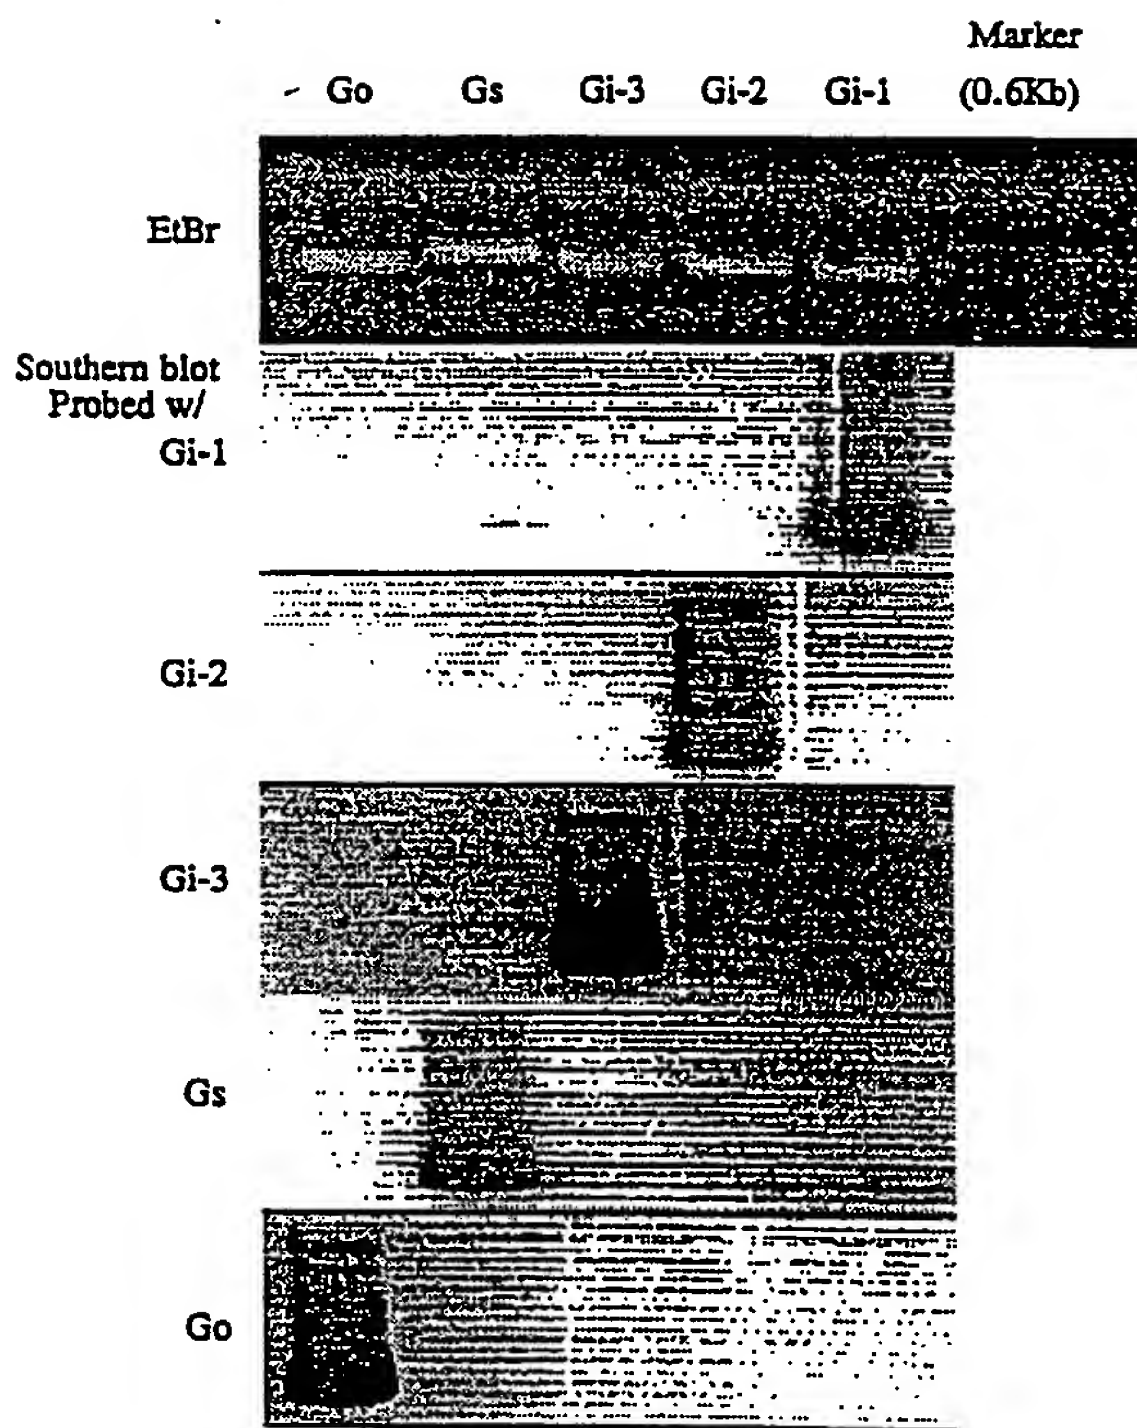 Marker
Go Gs Gi-3 Gi-2 Gi-1 (0.6Kb)
EtBr
Southern blot
Probed w/
Gi-1
Gi-2
Gi-3
Gs
Go